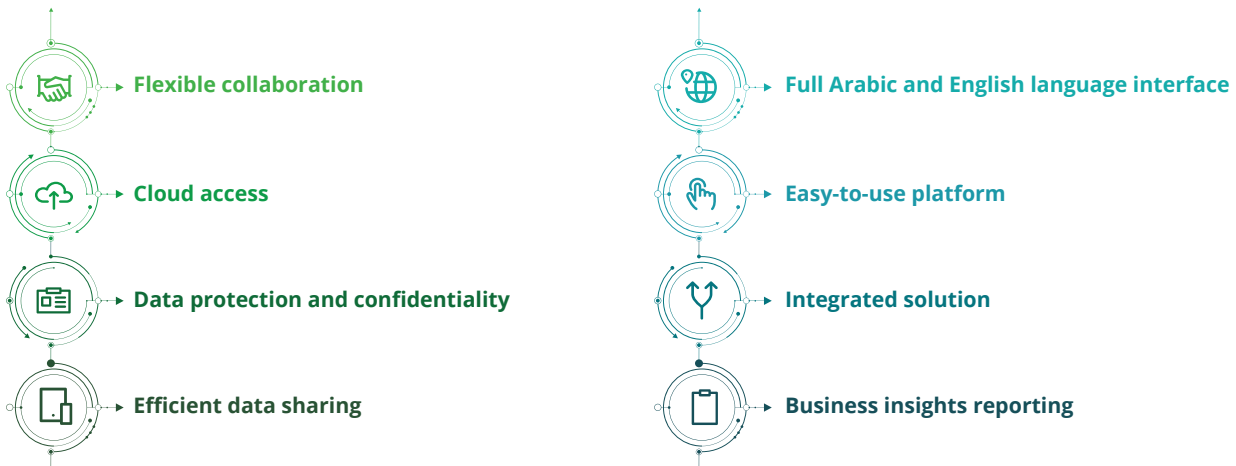 Flexible collaboration
Cloud access
Data protection and confidentiality
Efficient data sharing
Full Arabic and English language interface
Easy-to-use platform
Integrated solution
Business insights reporting